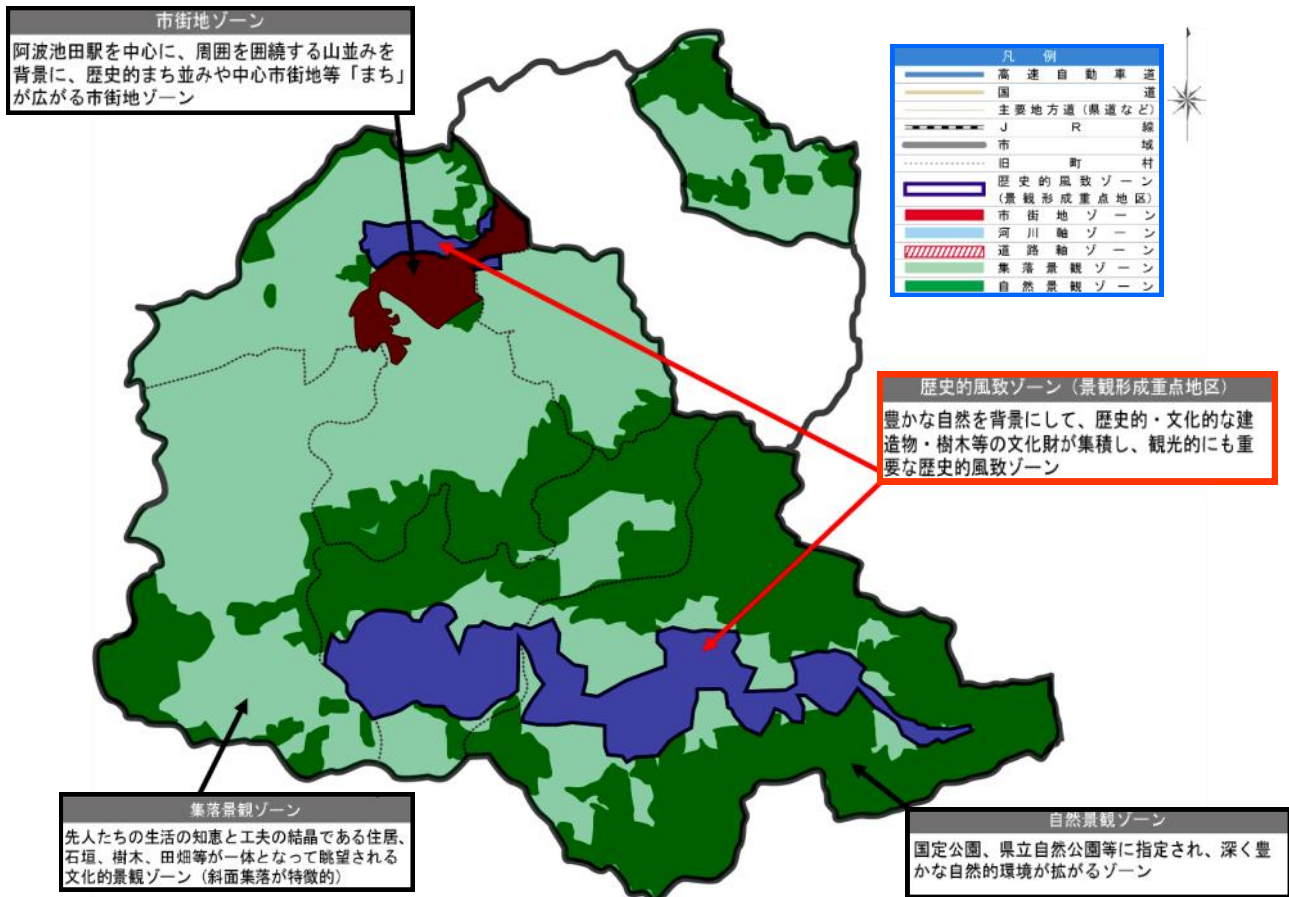 市街地ゾーン
阿波池田駅を中心に、周囲を囲繞する山並みを
背景に、歴史的まち並みや中心市街地等「まち」
が広がる市街地ゾーン
凡例
高速自動車道
国道
主要地方道(県道など)
JR線
市域
旧町村
歴史的風致ゾーン
(景観形成重点地区)
市街地ゾーン
河川軸ゾーン
道路軸ゾーン
集落景観ゾーン
自然景観ゾーン
歴史的風致ゾーン(景観形成重点地区)
豊かな自然を背景にして、歴史的・文化的な建
造物・樹木等の文化財が集積し、観光的にも重
要な歴史的風致ゾーン
集落景観ゾーン
先人たちの生活の知恵と工夫の結晶である住居、
石垣、樹木、田畑等が一体となって眺望される
文化的景観ゾーン(斜面集落が特徴的)
自然景観ゾーン
国定公園、県立自然公園等に指定され、深く豊
かな自然的環境が拡がるゾーン